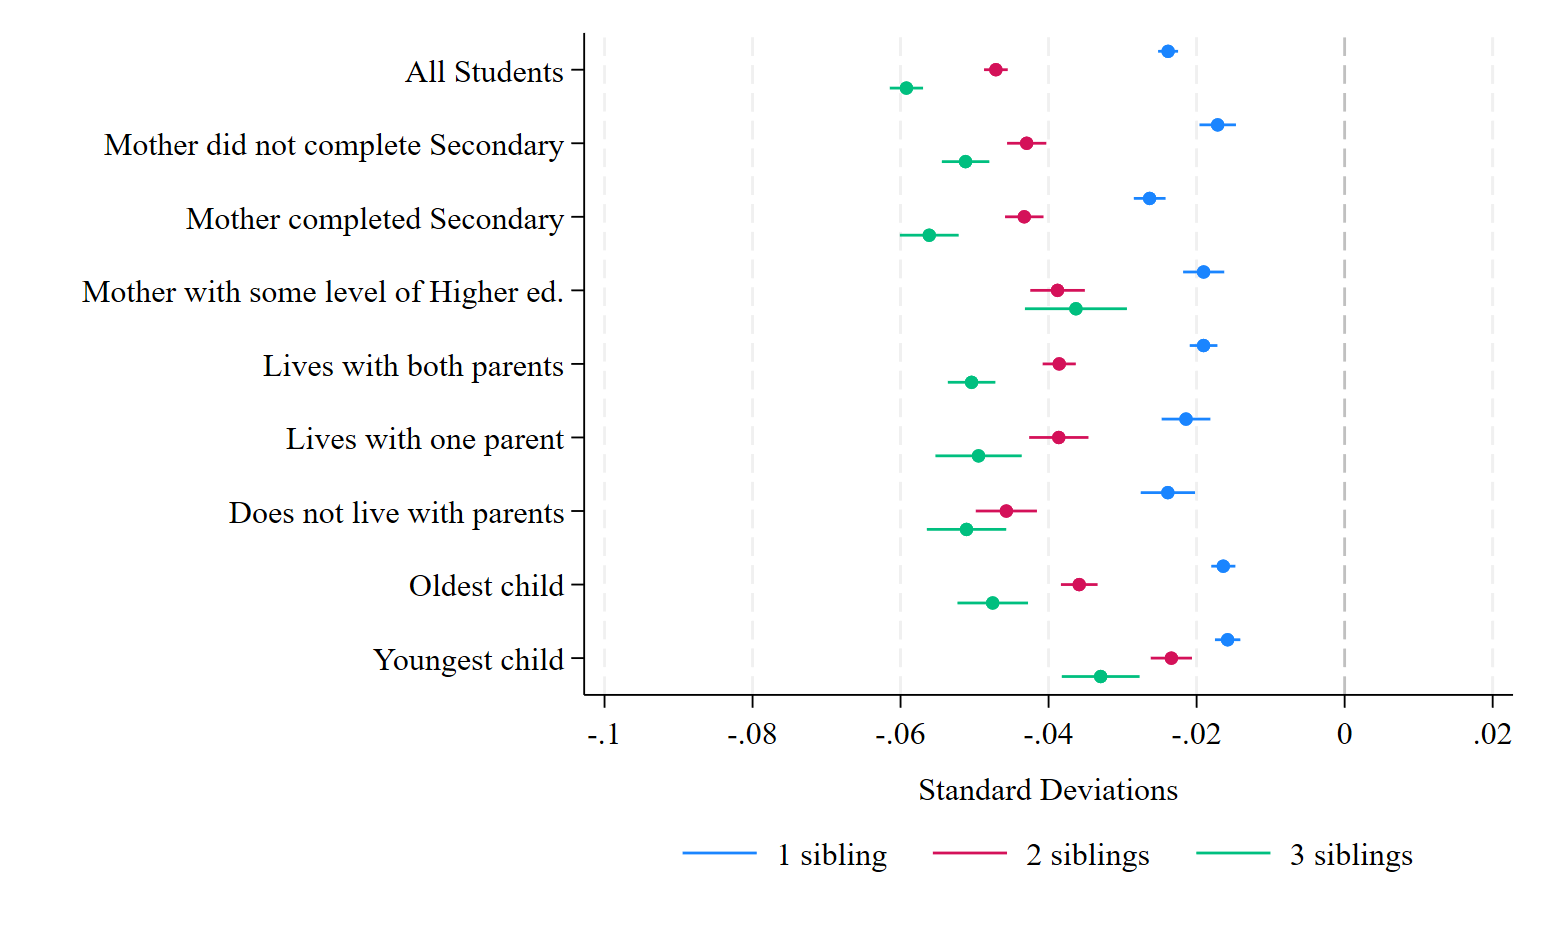 All Students
Mother did not complete Secondary
Mother completed Secondary
Mother with some level of Higher ed.
Lives with both parents
Lives with one parent
Does not live with parents
Oldest child
Youngest child
-.1 -.08 -.06 -.04 -.02 0 .02
Standard Deviations
1 sibling 2 siblings 3 siblings